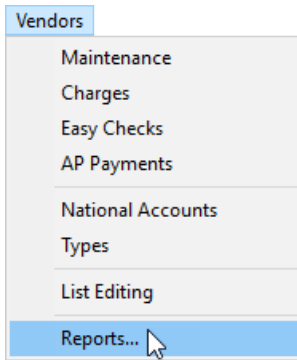 Vendors
Maintenance
Charges
Easy Checks
AP Payments
National Accounts
Types
List Editing
Reports...